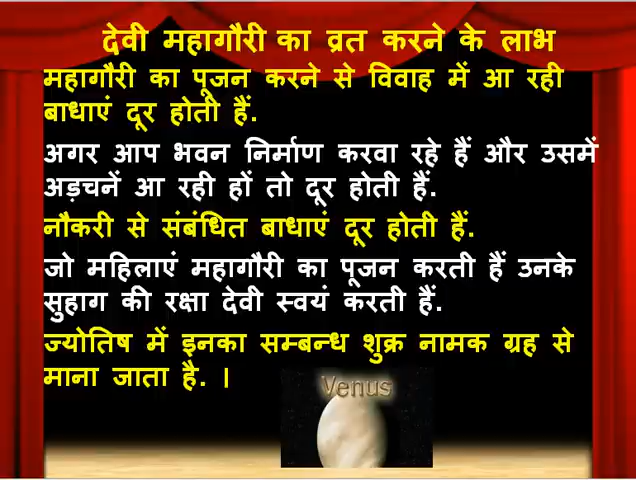 देवी महागौरी का व्रत करने के लाभ
महागौरी का पूजन करने से विवाह में आ रही
बाधाएं दूर होती हैं.
अगर आप भवन निर्माण करवा रहे हैं और उसमें
अड़चनें आ रही हों तो दूर होती हैं.
नौकरी से संबंधित बाधाएं दूर होती हैं.
जो महिलाएं महागौरी का पूजन करती हैं उनके
सुहाग की रक्षा देवी स्वयं करती हैं.
ज्योतिष में इनका सम्बन्ध शुक्र नामक ग्रह से
माना जाता है. ।
Venus